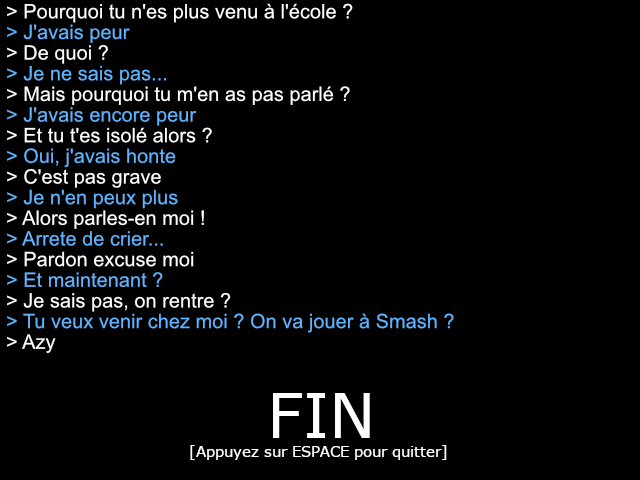 > Pourquoi tu n'es plus venu à l'école ?
> J'avais peur
> De quoi ?
> Je ne sais pas...
> Mais pourquoi tu m'en as pas parlé ?
> J'avais encore peur
> Et tu t'es isolé alors ?
> Oui, j'avais honte
> C'est pas grave
> Je n'en peux plus
> Alors parles-en moi !
> Arrete de crier...
> Pardon excuse moi
> Et maintenant ?
> Je sais pas, on rentre ?
> Tu veux venir chez moi ? On va jouer à Smash ?
> Azy
FIN
[Appuyez sur ESPACE pour quitter]